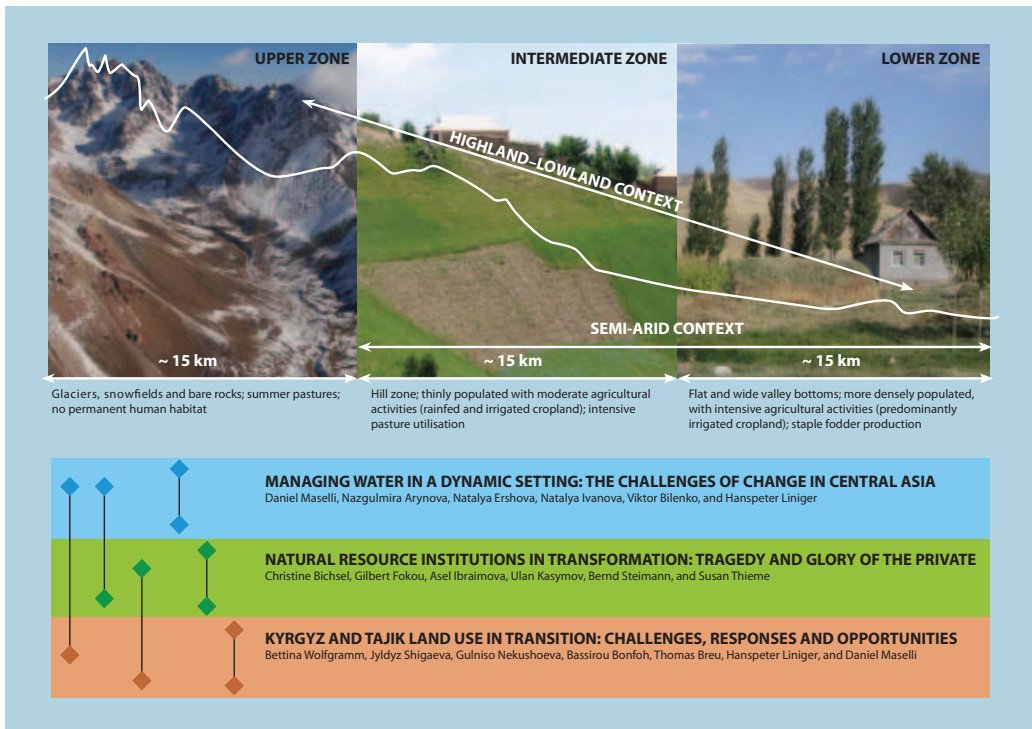 UPPER ZONE
INTERMEDIATE ZONE
LOWER ZONE
HIGHLAND–LOWLAND CONTEXT
SEMI-ARID CONTEXT
~ 15 km
~ 15 km
~ 15 km
Glaciers, snowfields and bare rocks; summer pastures;
no permanent human habitat
Hill zone; thinly populated with moderate agricultural
activities (rainfed and irrigated cropland); intensive
pasture utilisation
Flat and wide valley bottoms; more densely populated,
with intensive agricultural activities (predominantly
irrigated cropland); staple fodder production
MANAGING WATER IN A DYNAMIC SETTING: THE CHALLENGES OF CHANGE IN CENTRAL ASIA
Daniel Maselli, Nazgulmira Arynova, Natalya Ershova, Natalya Ivanova, Viktor Bilenko, and Hanspeter Liniger
NATURAL RESOURCE INSTITUTIONS IN TRANSFORMATION: TRAGEDY AND GLORY OF THE PRIVATE
Christine Bichsel, Gilbert Fokou, Asel Ibraimova, Ulan Kasymov, Bernd Steimann, and Susan Thieme
KYRGYZ AND TAJIK LAND USE IN TRANSITION: CHALLENGES, RESPONSES AND OPPORTUNITIES
Bettina Wolfgramm, Jyldyz Shigaeva, Gulniso Nekushoeva, Bassirou Bonfoh, Thomas Breu, Hanspeter Liniger, and Daniel Maselli